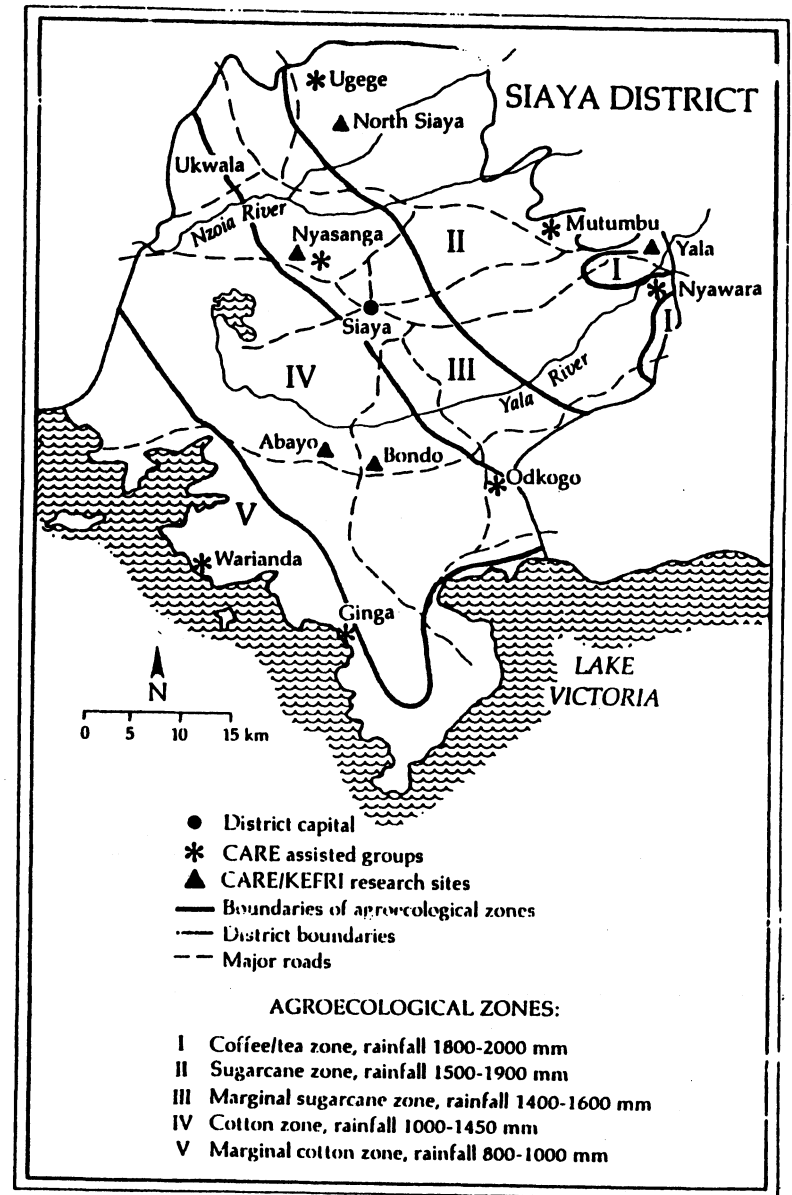 SIAYA DISTRICT
Ugege
North Siaya
Ukwala
Nzoia River
Nyasanga
II
Mutumbu
Yala
I
Nyawara
I
Siaya
IV
III
Yala River
Abayo
Bondo
Odkogo
V
Warianda
Ginga
N
LAKE
VICTORIA
0 5 10 15 km
District capital
CARE assisted groups
CARE/KEFRI research sites
Boundaries of agroecological zones
District boundaries
Major roads
AGROECOLOGICAL ZONES:
I Coffee/tea zone, rainfall 1800-2000 mm
II Sugarcane zone, rainfall 1500-1900 mm
III Marginal sugarcane zone, rainfall 1400-1600 mm
IV Cotton zone, rainfall 1000-1450 mm
V Marginal cotton zone, rainfall 800-1000 mm